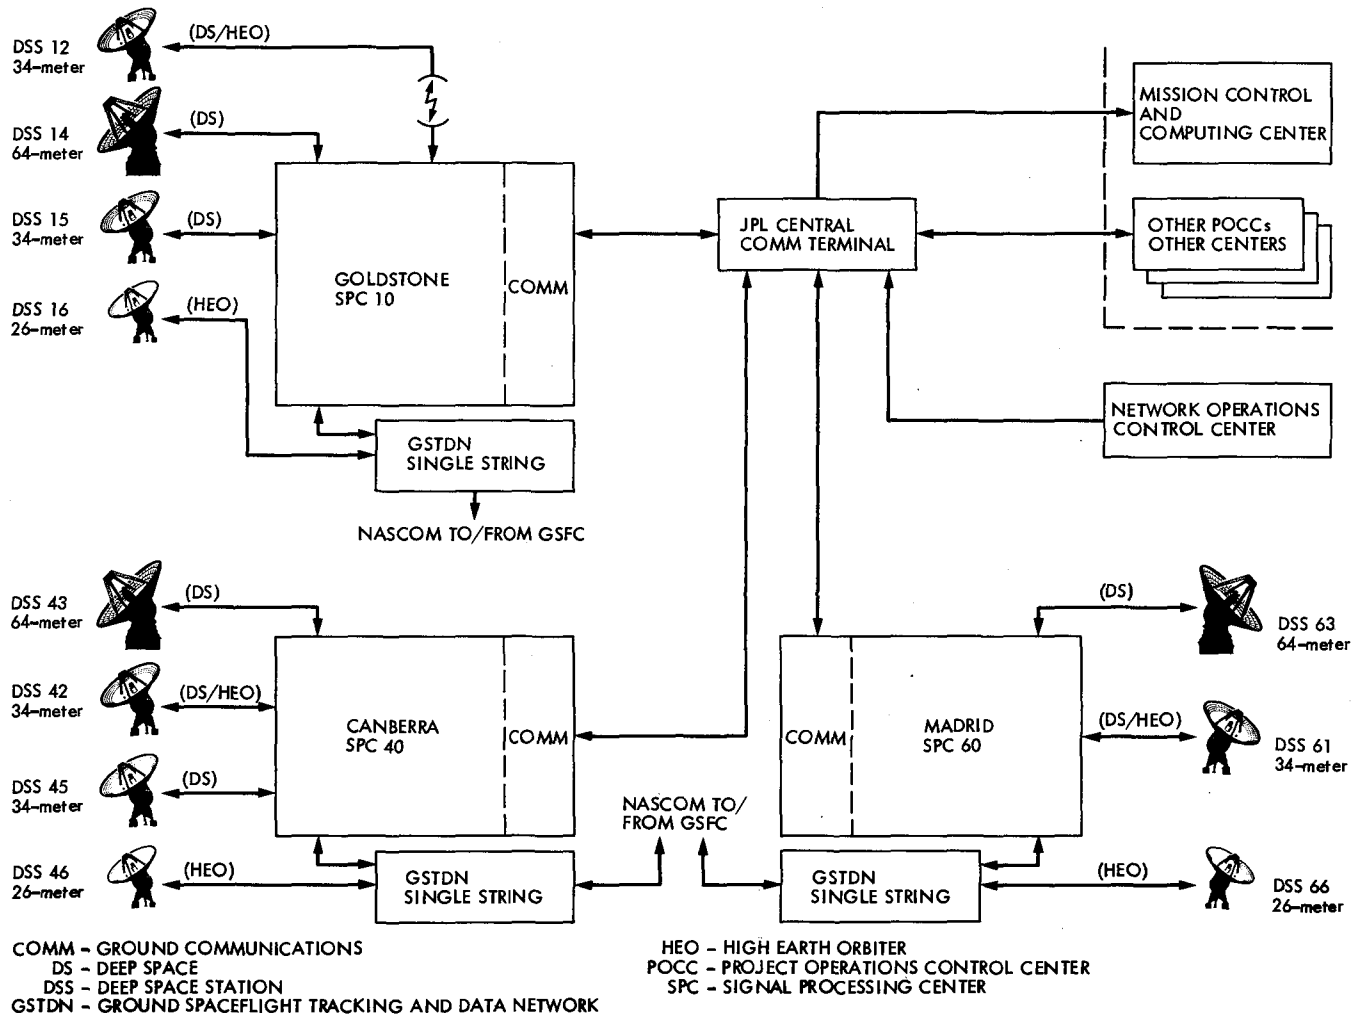 DSS 12
34-meter
(DS/HEO)
DSS 14
64-meter
(DS)
DSS 15
34-meter
(DS)
DSS 16
26-meter
(HEO)
GOLDSTONE
SPC 10
COMM
GSTDN
SINGLE STRING
NASCOM TO/FROM GSFC
JPL CENTRAL
COMM TERMINAL
MISSION CONTROL
AND
COMPUTING CENTER
OTHER POCCs
OTHER CENTERS
NETWORK OPERATIONS
CONTROL CENTER
DSS 43
64-meter
(DS)
DSS 42
34-meter
(DS/HEO)
DSS 45
34-meter
(DS)
DSS 46
26-meter
(HEO)
CANBERRA
SPC 40
COMM
GSTDN
SINGLE STRING
NASCOM TO/
FROM GSFC
COMM
MADRID
SPC 60
GSTDN
SINGLE STRING
(DS)
DSS 63
64-meter
(DS/HEO)
DSS 61
34-meter
(HEO)
DSS 66
26-meter
COMM - GROUND COMMUNICATIONS
DS - DEEP SPACE
DSS - DEEP SPACE STATION
GSTDN - GROUND SPACEFLIGHT TRACKING AND DATA NETWORK
HEO - HIGH EARTH ORBITER
POCC - PROJECT OPERATIONS CONTROL CENTER
SPC - SIGNAL PROCESSING CENTER